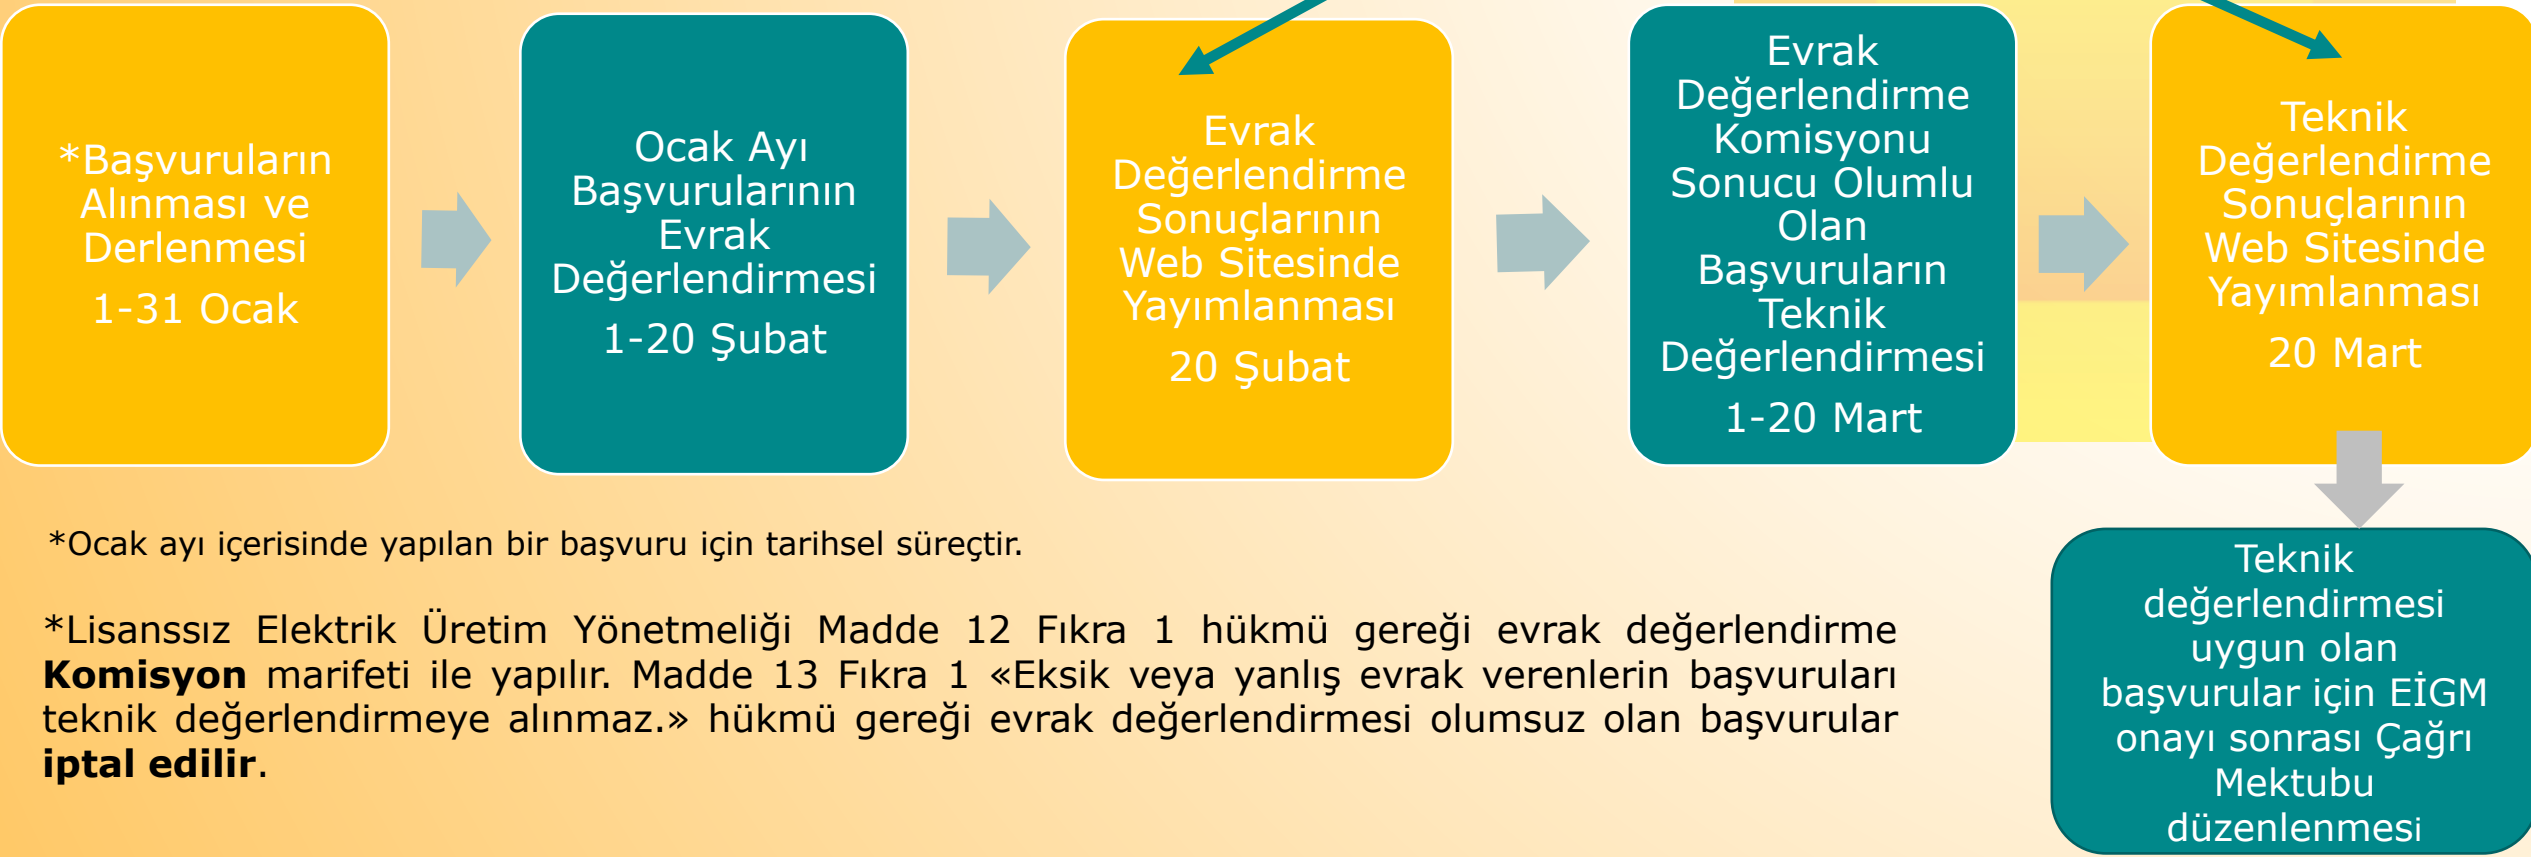 *Başvuruların
Alınması ve
Derlenmesi
1-31 Ocak
Ocak Ayı
Başvurularının
Evrak
Değerlendirmesi
1-20 Şubat
Evrak
Değerlendirme
Sonuçlarının
Web Sitesinde
Yayımlanması
20 Şubat
Evrak
Değerlendirme
Komisyonu
Sonucu Olumlu
Olan
Başvuruların
Teknik
Değerlendirmesi
1-20 Mart
Teknik
Değerlendirme
Sonuçlarının
Web Sitesinde
Yayımlanması
20 Mart
Teknik
değerlendirmesi
uygun olan
başvurular için EİGM
onayı sonrası Çağrı
Mektubu
düzenlenmesi
*Ocak ayı içerisinde yapılan bir başvuru için tarihsel süreçtir.
*Lisanssız Elektrik Üretim Yönetmeliği Madde 12 Fıkra 1 hükmü gereği evrak değerlendirme
Komisyon marifeti ile yapılır. Madde 13 Fıkra 1 «Eksik veya yanlış evrak verenlerin başvuruları
teknik değerlendirmeye alınmaz.» hükmü gereği evrak değerlendirmesi olumsuz olan başvurular
iptal edilir.